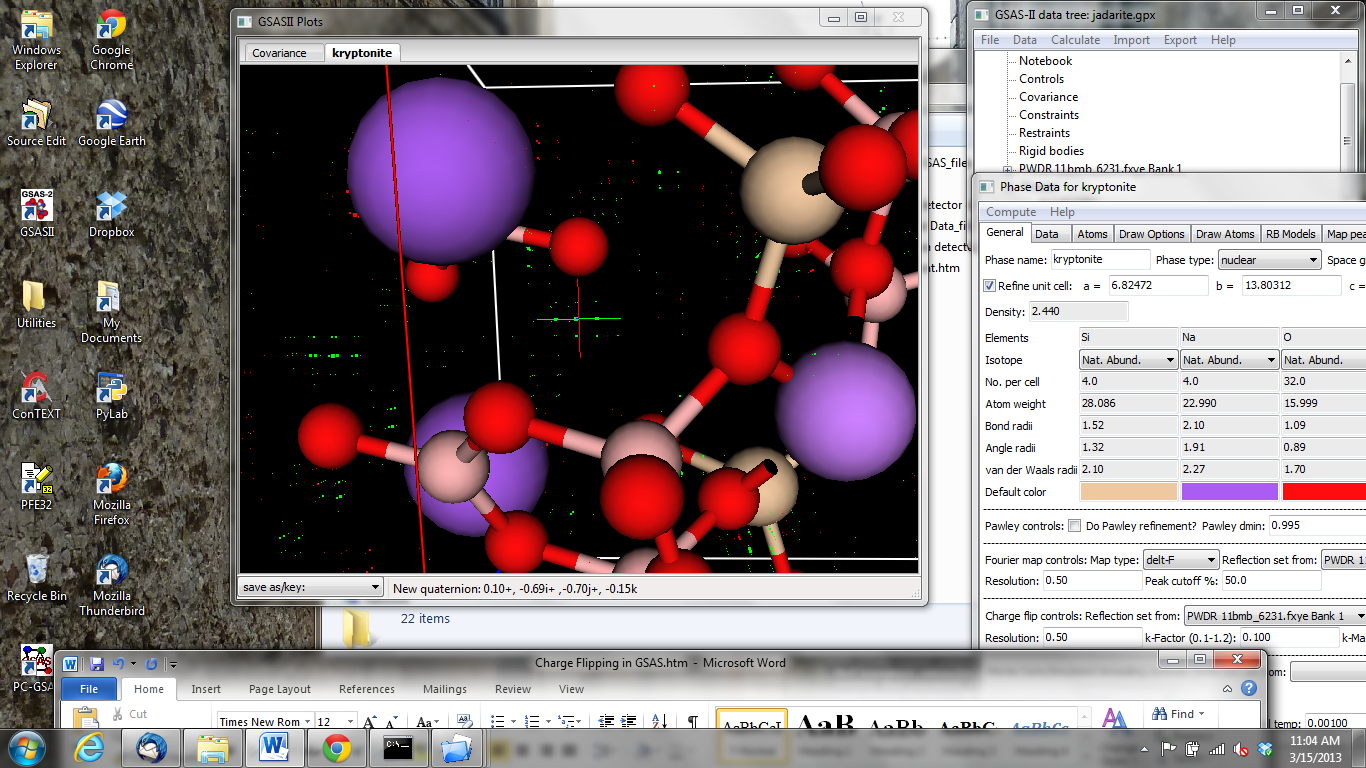 Windows
Explorer
Google
Chrome
Source Edit
Google Earth
GSAS-2
GSASII
Dropbox
Utilities
My
Documents
ConTEXT
PyLab
PFE32
Mozilla
Firefox
Recycle Bin
Mozilla
Thunderbird
PC-GSA
GSASII Plots
Covariance
kryptonite
save as/key:
New quaternion: 0.10+, -0.69i+ ,-0.70j+, -0.15k
22 items
GSAS-II data tree: jadarite.gpx
File Data Calculate Import Export Help
Notebook
Controls
Covariance
Constraints
Restraints
Rigid bodies
PWDR 11bmb_6231.fxye Bank 1
Phase Data for kryptonite
Compute Help
General Data Atoms Draw Options Draw Atoms RB Models Map pea
Phase name: kryptonite Phase type: nuclear Space g
Refine unit cell: a = 6.82472 b = 13.80312 c =
Density: 2.440
Elements Si Na O
Isotope Nat. Abund. Nat. Abund. Nat. Abund.
No. per cell 4.0 4.0 32.0
Atom weight 28.086 22.990 15.999
Bond radii 1.52 2.10 1.09
Angle radii 1.32 1.91 0.89
van der Waals radii 2.10 2.27 1.70
Default color
Pawley controls: Do Pawley refinement? Pawley dmin: 0.995
Fourier map controls: Map type: delt-F Reflection set from: PWDR 1
Resolution: 0.50 Peak cutoff %: 50.0
Charge flip controls: Reflection set from: PWDR 11bmb_6231.fxye Bank 1
Resolution: 0.50 k-Factor (0.1-1.2): 0.100 k-Ma
om:
temp: 0.00100
SAS_file
etector
Data_fil
a detecte
nt.htm
Charge Flipping in GSAS.htm - Microsoft Word
File Home Insert Page Layout References Mailings Review View
Cut
Times New Rom 12
Find
11:04 AM
3/15/2013